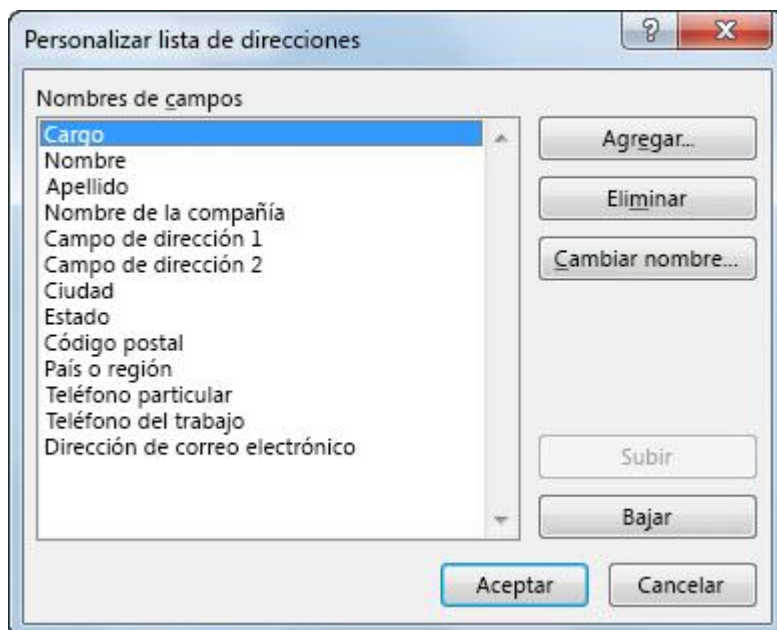 Personalizar lista de direcciones
Nombres de campos
Cargo
Nombre
Apellido
Nombre de la compañía
Campo de dirección 1
Campo de dirección 2
Ciudad
Estado
Código postal
País o región
Teléfono particular
Teléfono del trabajo
Dirección de correo electrónico
Agregar...
Eliminar
Cambiar nombre...
Subir
Bajar
Aceptar
Cancelar